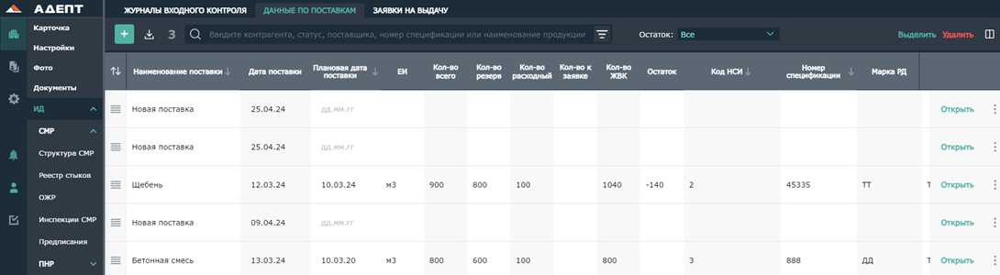 АДЕПТ
Карточка
Настройки
Фото
Документы
ИД
СМР
Структура СМР
Реестр стыков
ОЖР
Инспекции СМР
Предписания
ПНР
ЖУРНАЛЫ ВХОДНОГО КОНТРОЛЯ ДАННЫЕ ПО ПОСТАВКАМ ЗАЯВКИ НА ВЫДАЧУ
3 Введите контрагента, статус, поставщика, номер спецификации или наименование продукции Остаток: Все Выделить Удалить
Наименование поставки Дата поставки Плановая дата поставки ЕИ Кол-во всего Кол-во резерв Кол-во расходный Кол-во к заявке Кол-во ЖВК Остаток Код НСИ Номер спецификации Марка РД
Новая поставка 25.04.24 дд.мм.гг Открыть
Новая поставка 25.04.24 дд.мм.гг Открыть
Щебень 12.03.24 10.03.24 м3 900 800 100 1040 -140 2 45335 ТТ Открыть
Новая поставка 09.04.24 дд.мм.гг Открыть
Бетонная смесь 13.03.24 10.03.20 м3 800 600 100 800 3 888 ДД Открыть